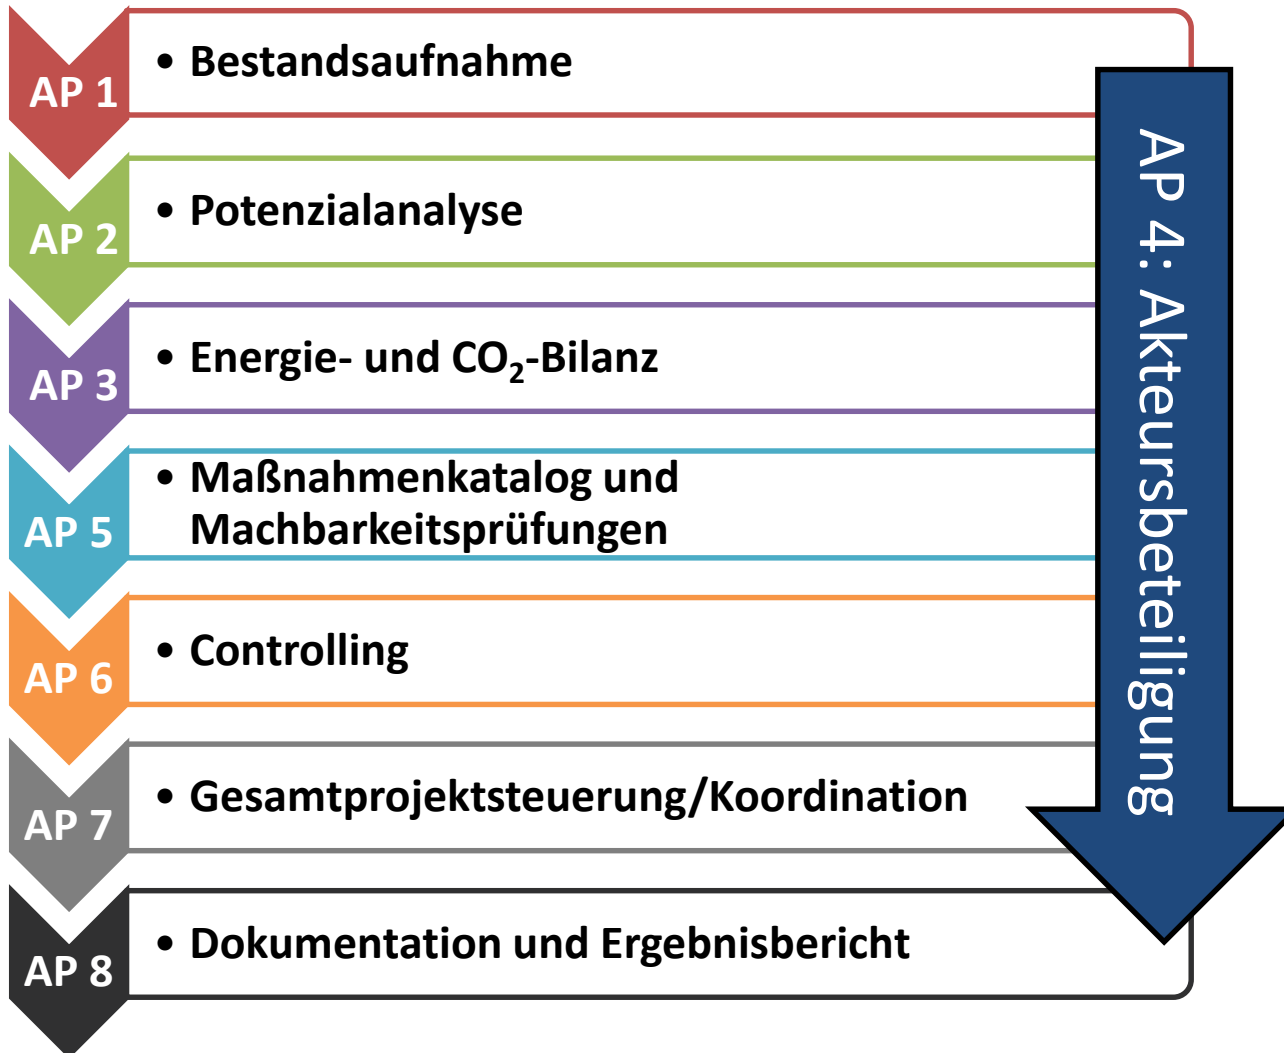 AP 1
• Bestandsaufnahme
AP 2
• Potenzialanalyse
AP 3
• Energie- und CO₂-Bilanz
AP 5
• Maßnahmenkatalog und
Machbarkeitsprüfungen
AP 6
• Controlling
AP 7
• Gesamtprojektsteuerung/Koordination
AP 8
• Dokumentation und Ergebnisbericht
AP 4: Akteursbeteiligung